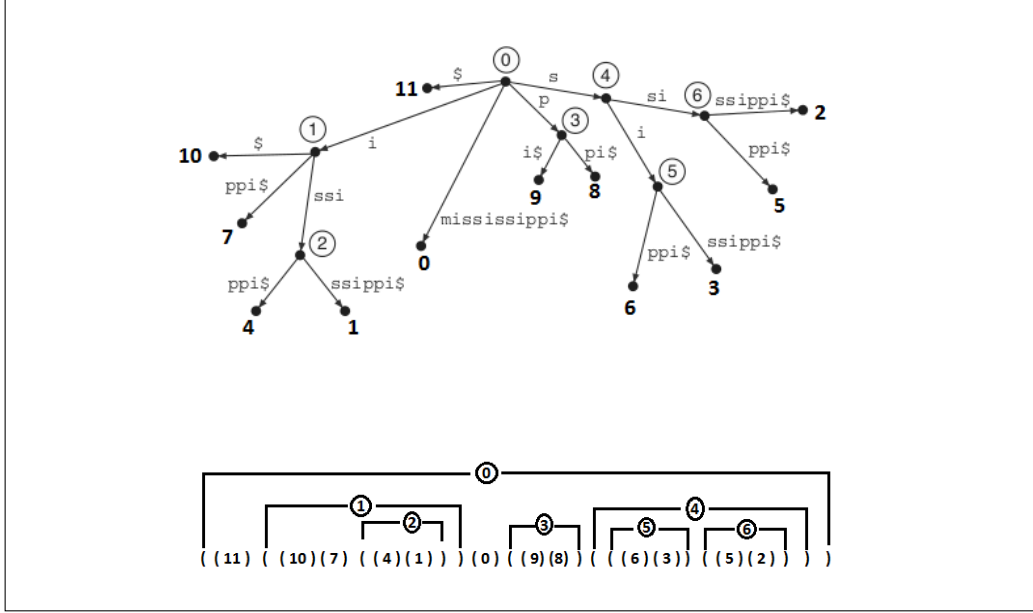 0
$ s 4
11 si 6 ssippi$ 2
p
1 3
i i
$ i$ pi$ ppi$
10 5
ppi$ ssi 9 8 5
mississippi$
7 2 ppi$ ssippi$
0
ppi$ ssippi$ 6 3
4 1
0
1 4
2 3 5 6
( ( 11 ) ( ( 10 ) ( 7 ) ( ( 4 ) ( 1 ) ) ) ( 0 ) ( ( 9) (8) ) ( ( ( 6 ) ( 3 ) ) ( ( 5 ) ( 2 ) ) ) )